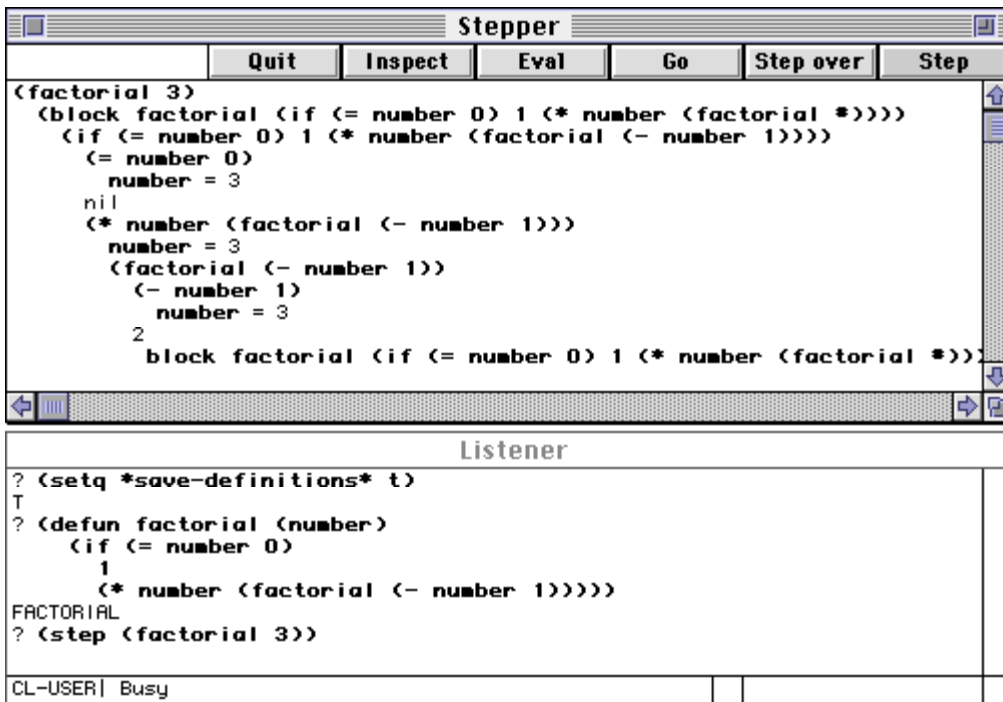 Stepper
Quit Inspect Eval Go Step over Step
(factorial 3)
(block factorial (if (= number 0) 1 (* number (factorial #))))
(if (= number 0) 1 (* number (factorial (- number 1))))
(= number 0)
number = 3
nil
(* number (factorial (- number 1)))
number = 3
(factorial (- number 1))
(- number 1)
number = 3
2
block factorial (if (= number 0) 1 (* number (factorial #)))
Listener
? (setq *save-definitions* t)
T
? (defun factorial (number)
(if (= number 0)
1
(* number (factorial (- number 1)))))
FACTORIAL
? (step (factorial 3))
CL-USER| Busy